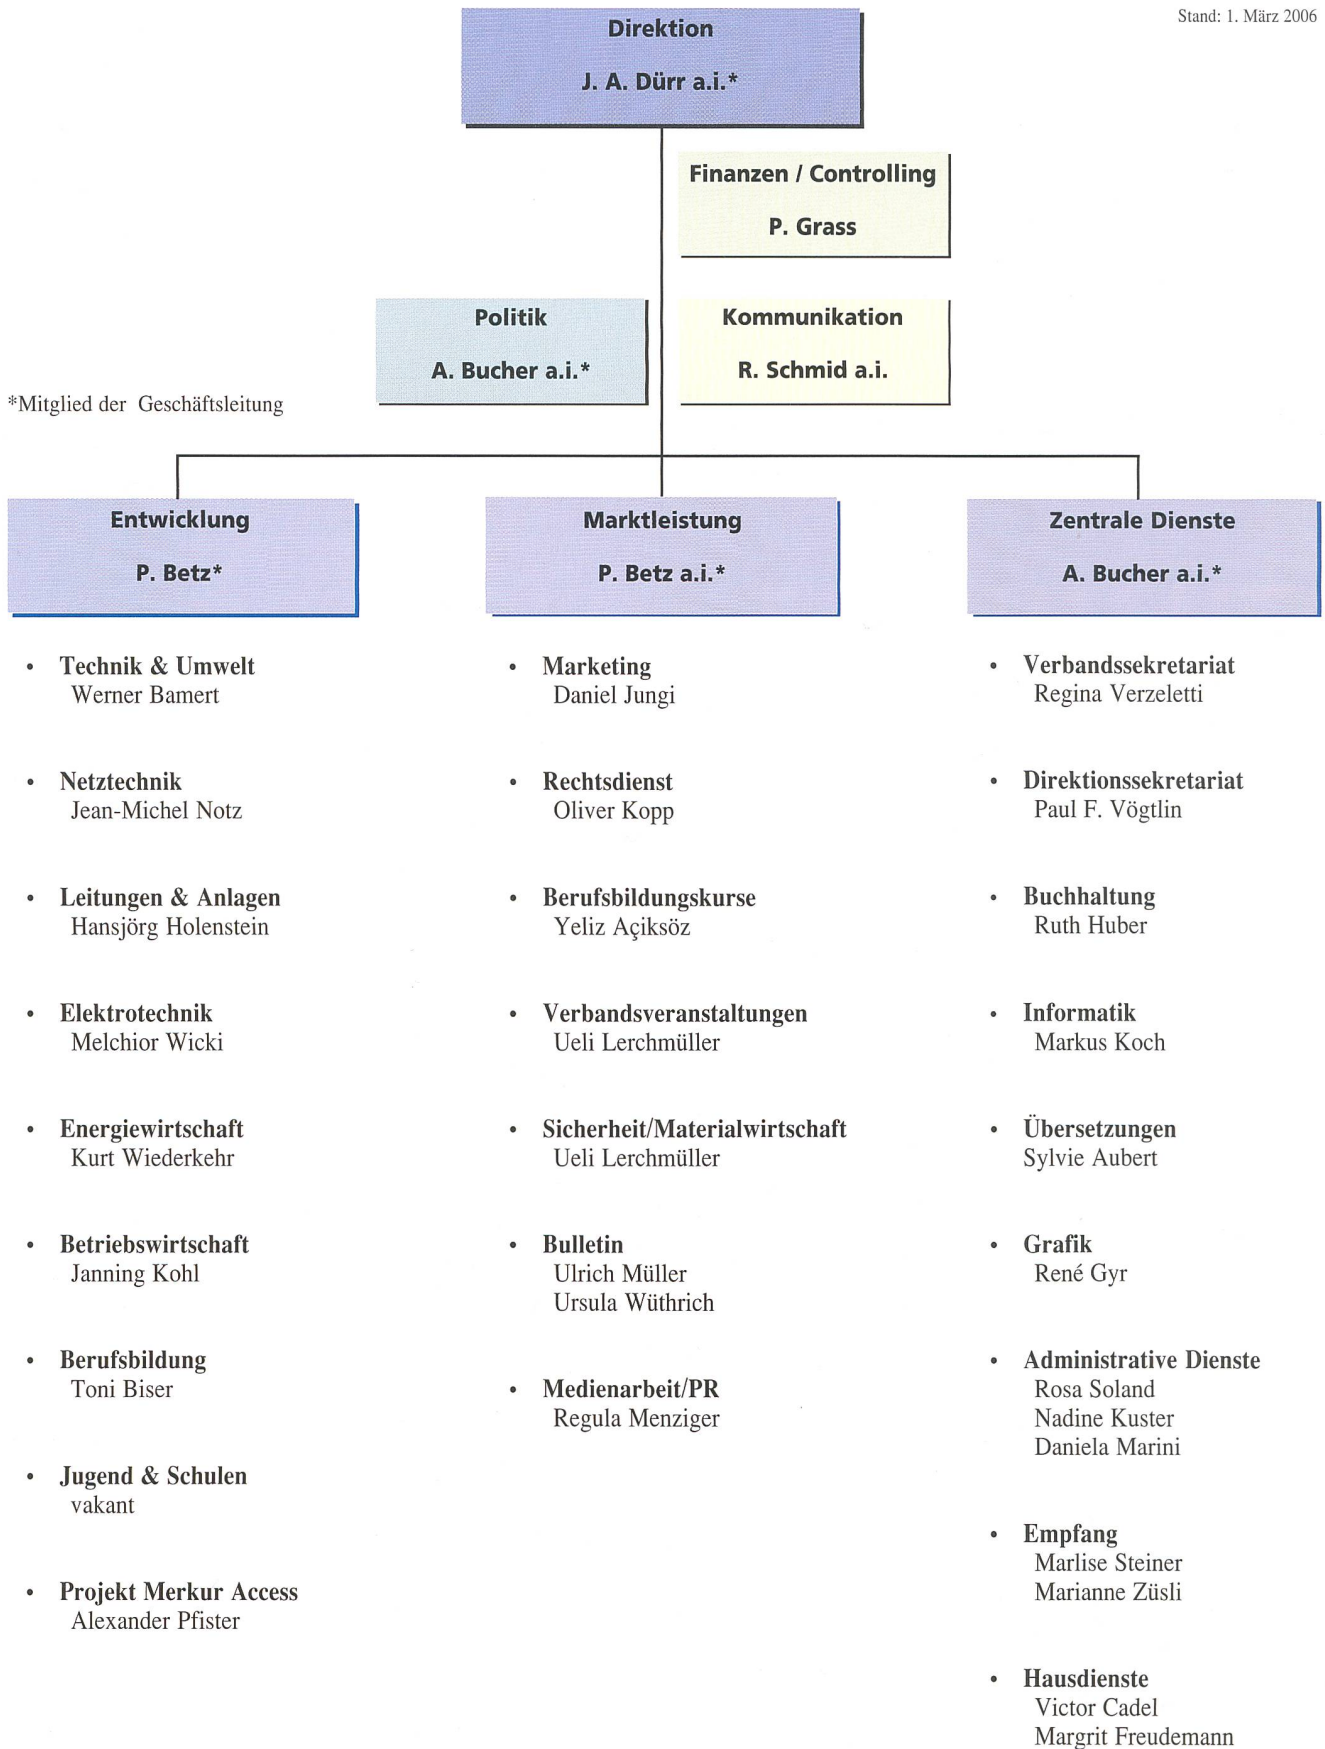 Stand: 1. März 2006
Direktion
J. A. Dürr a.i.*
Finanzen / Controlling
P. Grass
Politik
A. Bucher a.i.*
Kommunikation
R. Schmid a.i.
*Mitglied der Geschäftsleitung
Entwicklung
P. Betz*
• Technik & Umwelt
Werner Bamert
• Netztechnik
Jean-Michel Notz
• Leitungen & Anlagen
Hansjörg Holenstein
• Elektrotechnik
Melchior Wicki
• Energiewirtschaft
Kurt Wiederkehr
• Betriebswirtschaft
Janning Kohl
• Berufsbildung
Toni Biser
• Jugend & Schulen
vakant
• Projekt Merkur Access
Alexander Pfister
Marktleistung
P. Betz a.i.*
• Marketing
Daniel Jungi
• Rechtsdienst
Oliver Kopp
• Berufsbildungskurse
Yeliz Açiksöz
• Verbandsveranstaltungen
Ueli Lerchmüller
• Sicherheit/Materialwirtschaft
Ueli Lerchmüller
• Bulletin
Ulrich Müller
Ursula Wüthrich
• Medienarbeit/PR
Regula Menziger
Zentrale Dienste
A. Bucher a.i.*
• Verbandssekretariat
Regina Verzeletti
• Direktionssekretariat
Paul F. Vögtlin
• Buchhaltung
Ruth Huber
• Informatik
Markus Koch
• Übersetzungen
Sylvie Aubert
• Grafik
René Gyr
• Administrative Dienste
Rosa Soland
Nadine Kuster
Daniela Marini
• Empfang
Marlise Steiner
Marianne Züsli
• Hausdienste
Victor Cadel
Margrit Freudemann